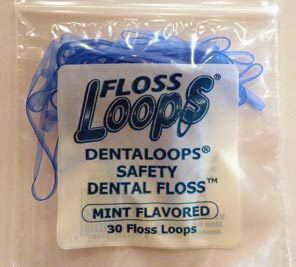 FLOSS
Loops®
DENTALOOPS®
SAFETY
DENTAL FLOSS™
MINT FLAVORED
30 Floss Loops